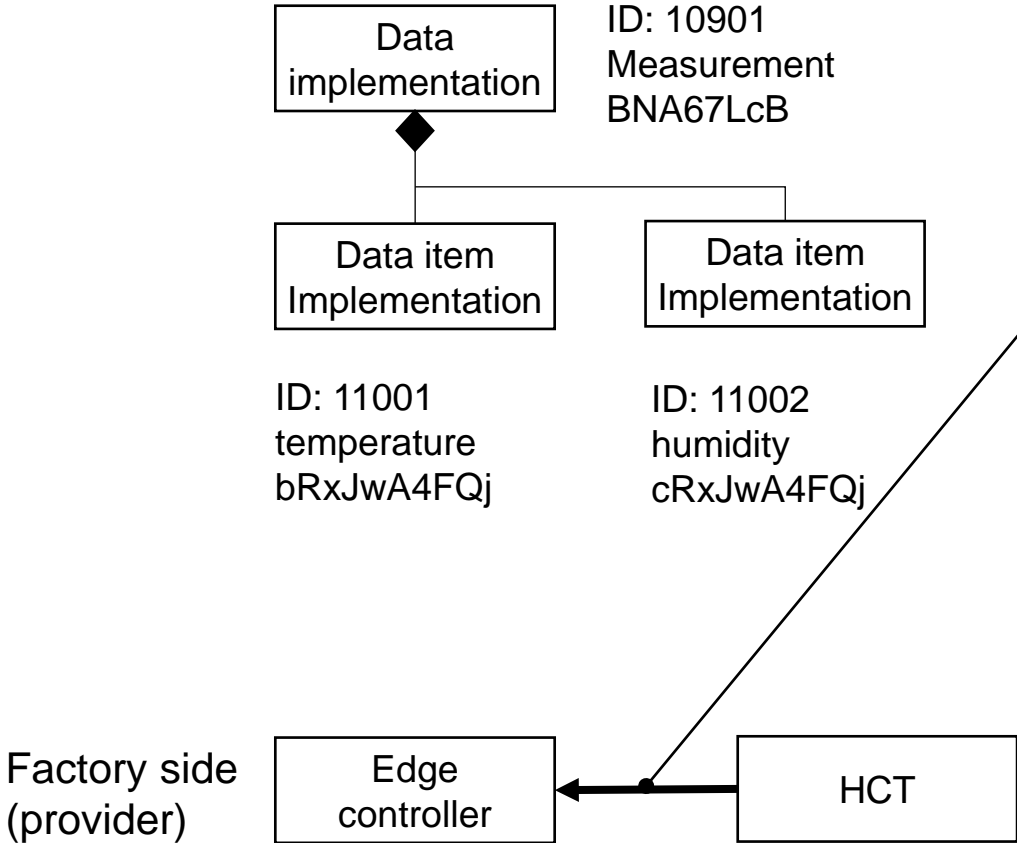 Data
implementation
ID: 10901
Measurement
BNA67LcB
Data item
Implementation
Data item
Implementation
ID: 11001
temperature
bRxJwA4FQj
ID: 11002
humidity
cRxJwA4FQj
Factory side
(provider)
Edge
controller
HCT